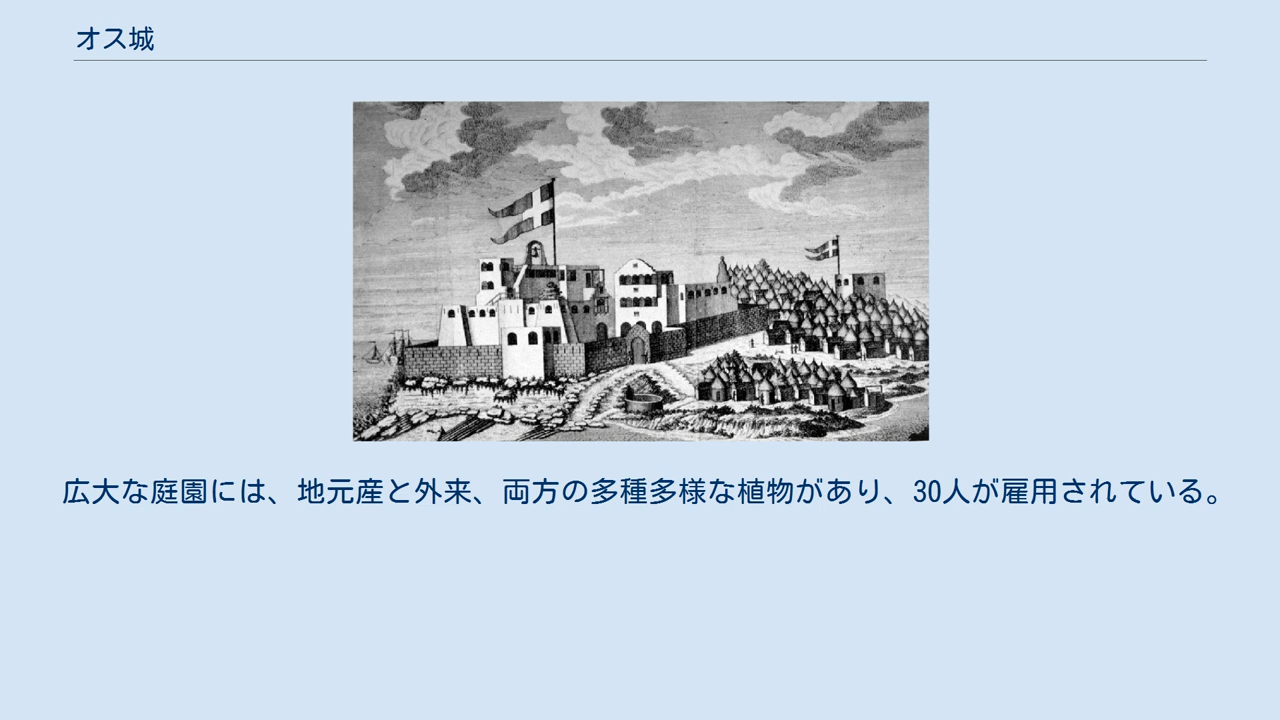 オス城
広大な庭園には、地元産と外来、両方の多種多様な植物があり、30人が雇用されている。